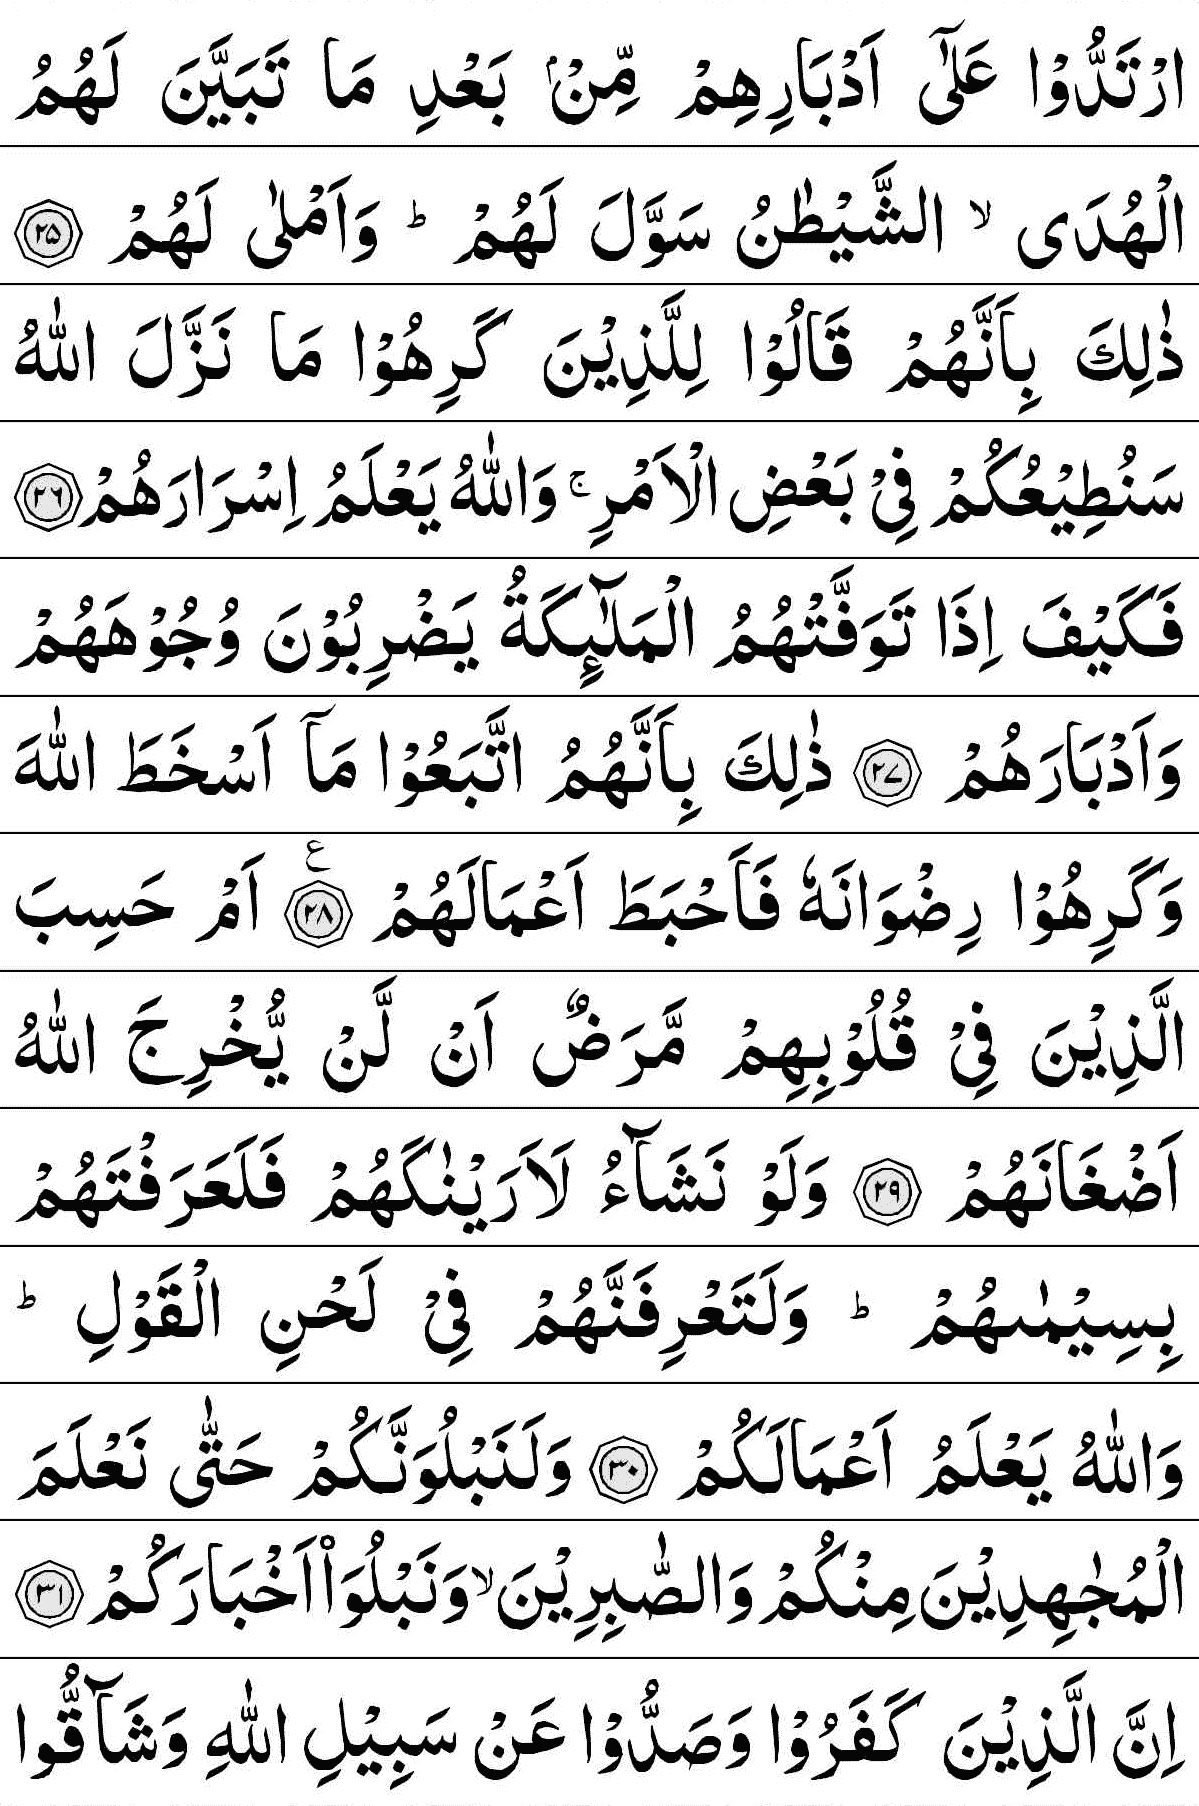 ارْتَدُّوْا عَلٰۤى اَدْبَارِهِمْ مِّنْۢ بَعْدِ مَا تَبَيَّنَ لَهُمُ
الْهُدَى ۙ الشَّيْطٰنُ سَوَّلَ لَهُمْ ؕ وَاَمْلٰى لَهُمْ ۝۲۵
ذٰلِكَ بِاَنَّهُمْ قَالُوْا لِلَّذِيْنَ كَرِهُوْا مَا نَزَّلَ اللّٰهُ
سَنُطِيْعُكُمْ فِيْ بَعْضِ الْاَمْرِ ۚ وَاللّٰهُ يَعْلَمُ اِسْرَارَهُمْ ۝۲۶
فَكَيْفَ اِذَا تَوَفَّتْهُمُ الْمَلٰٓئِكَةُ يَضْرِبُوْنَ وُجُوْهَهُمْ
وَاَدْبَارَهُمْ ۝۲۷ ذٰلِكَ بِاَنَّهُمُ اتَّبَعُوْا مَاۤ اَسْخَطَ اللّٰهَ
وَكَرِهُوْا رِضْوَانَهٗ فَاَحْبَطَ اَعْمَالَهُمْ ۝۲۸ ع اَمْ حَسِبَ
الَّذِيْنَ فِيْ قُلُوْبِهِمْ مَّرَضٌ اَنْ لَّنْ يُّخْرِجَ اللّٰهُ
اَضْغَانَهُمْ ۝۲۹ وَلَوْ نَشَآءُ لَاَرَيْنٰكَهُمْ فَلَعَرَفْتَهُمْ
بِسِيْمٰىهُمْ ؕ وَلَتَعْرِفَنَّهُمْ فِيْ لَحْنِ الْقَوْلِ ؕ
وَاللّٰهُ يَعْلَمُ اَعْمَالَكُمْ ۝۳۰ وَلَنَبْلُوَنَّكُمْ حَتّٰى نَعْلَمَ
الْمُجٰهِدِيْنَ مِنْكُمْ وَالصّٰبِرِيْنَ ۙ وَنَبْلُوَا۟ اَخْبَارَكُمْ ۝۳۱
اِنَّ الَّذِيْنَ كَفَرُوْا وَصَدُّوْا عَنْ سَبِيْلِ اللّٰهِ وَشَآقُّوا